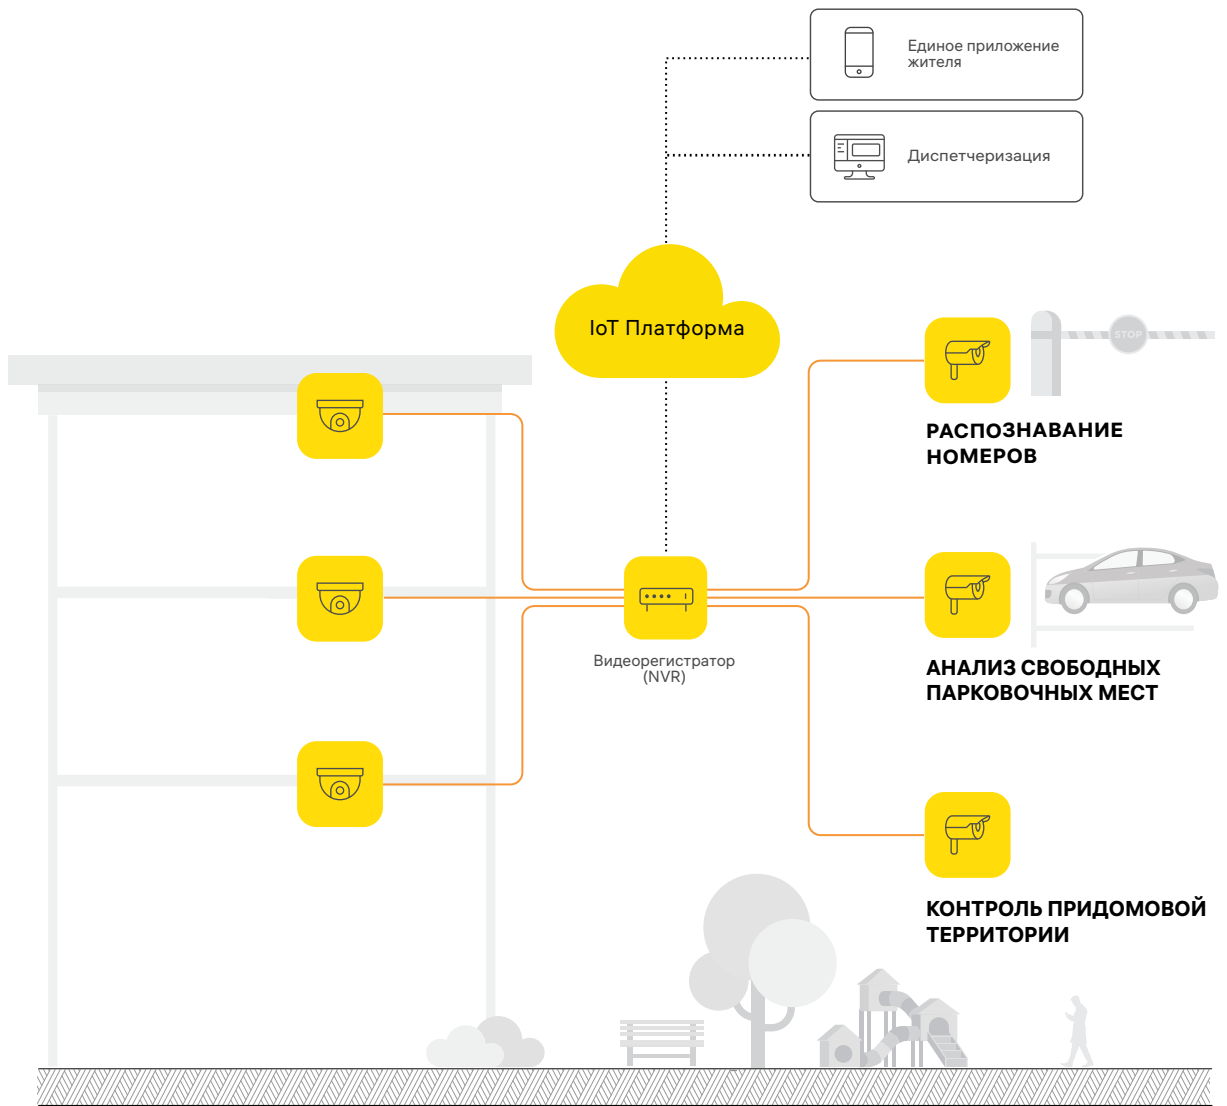 Единое приложение
жителя
Диспетчеризация
IoT Платформа
STOP
РАСПОЗНАВАНИЕ
НОМЕРОВ
Видеорегистратор
(NVR)
АНАЛИЗ СВОБОДНЫХ
ПАРКОВОЧНЫХ МЕСТ
КОНТРОЛЬ ПРИДОМОВОЙ
ТЕРРИТОРИИ